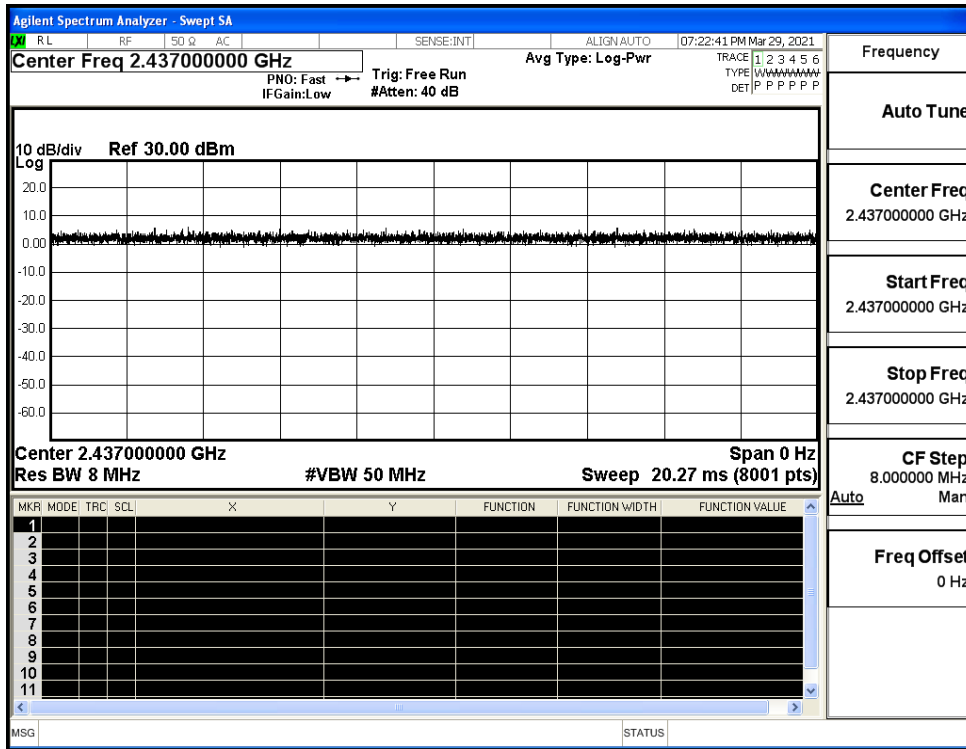 Agilent Spectrum Analyzer - Swept SA
LXI RL RF 50 Ω AC SENSE:INT ALIGN AUTO 07:22:41 PM Mar 29, 2021
Center Freq 2.437000000 GHz
Avg Type: Log-Pwr
TRACE 1 2 3 4 5 6
PNO: Fast
Trig: Free Run
TYPE
IFGain:Low
#Atten: 40 dB
DET P P P P P P
10 dB/div Ref 30.00 dBm
Log
20.0
10.0
0.00
-10.0
-20.0
-30.0
-40.0
-50.0
-60.0
Center 2.437000000 GHz Span 0 Hz
Res BW 8 MHz #VBW 50 MHz Sweep 20.27 ms (8001 pts)
MKR MODE TRC SCL X Y FUNCTION FUNCTION WIDTH FUNCTION VALUE
1
2
3
4
5
6
7
8
9
10
11
MSG STATUS
Frequency
Auto Tune
Center Freq
2.437000000 GHz
Start Freq
2.437000000 GHz
Stop Freq
2.437000000 GHz
CF Step
8.000000 MHz
Auto Man
Freq Offset
0 Hz